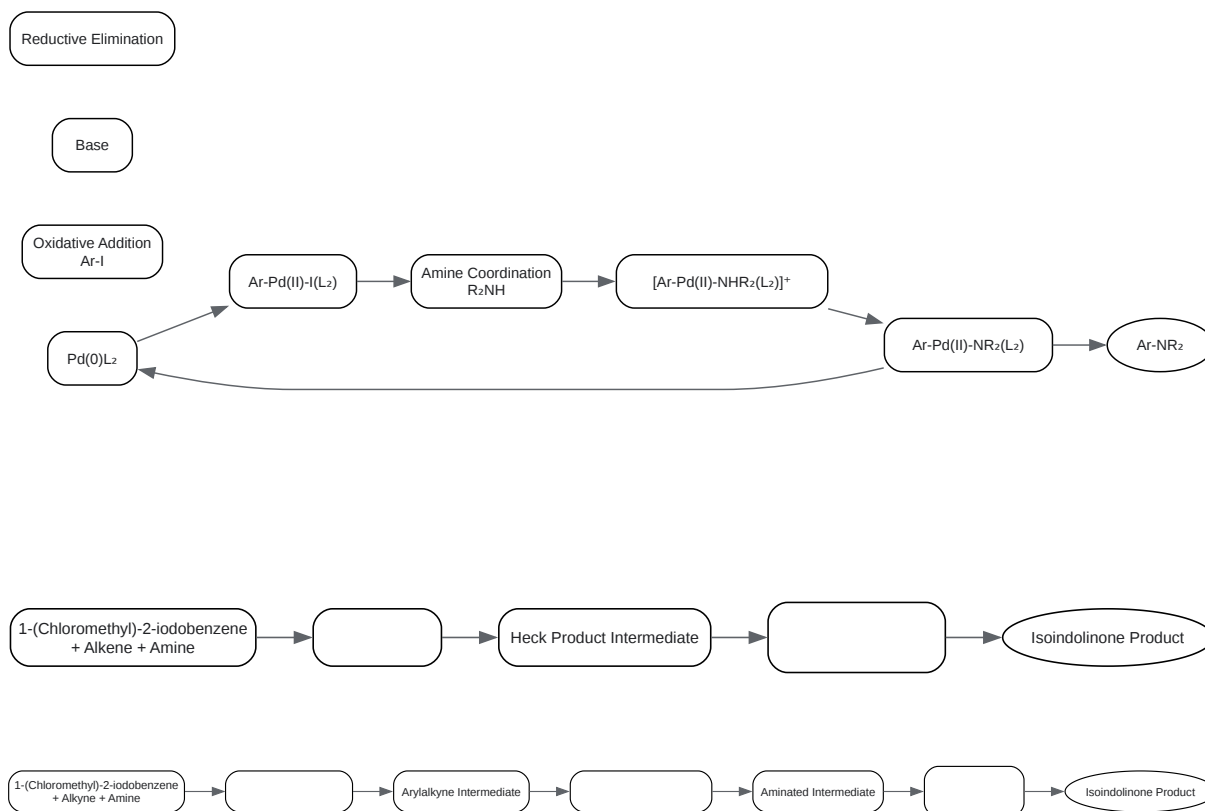 Reductive Elimination
Base
Oxidative Addition
Ar-I
Ar-Pd(II)-I(L₂)
Amine Coordination
R₂NH
[Ar-Pd(II)-NHR₂(L₂)]⁺
Pd(0)L₂
Ar-Pd(II)-NR₂(L₂)
Ar-NR₂
1-(Chloromethyl)-2-iodobenzene
+ Alkene + Amine
Heck Product Intermediate
Isoindolinone Product
1-(Chloromethyl)-2-iodobenzene
+ Alkyne + Amine
Arylalkyne Intermediate
Aminated Intermediate
Isoindolinone Product